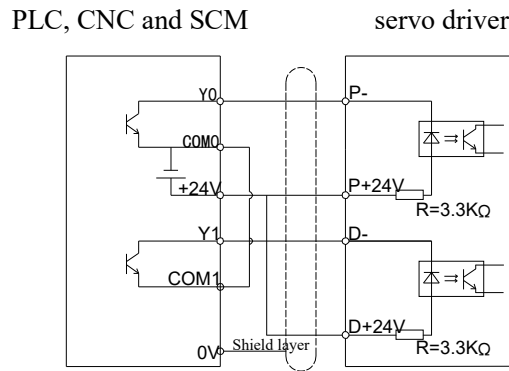 PLC, CNC and SCM servo driver
Y0 P-
COM0
+24V P+24V
R=3.3KΩ
Y1 D-
COM1
D+24V
0V Shield layer R=3.3KΩ